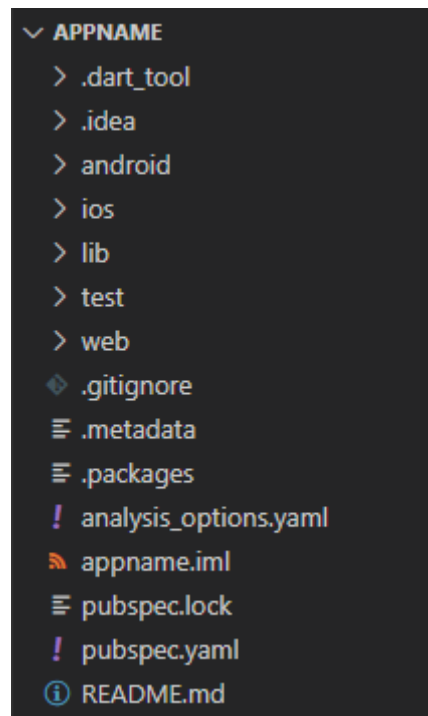 APPNAME
.dart_tool
.idea
android
ios
lib
test
web
.gitignore
.metadata
.packages
analysis_options.yaml
appname.iml
pubspec.lock
pubspec.yaml
README.md